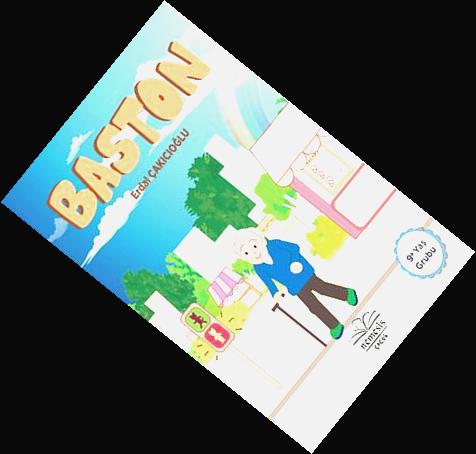 BASTON
Erdal ÇAKICIOĞLU
9+ Yaş
Grubu
nemesis
çocuk